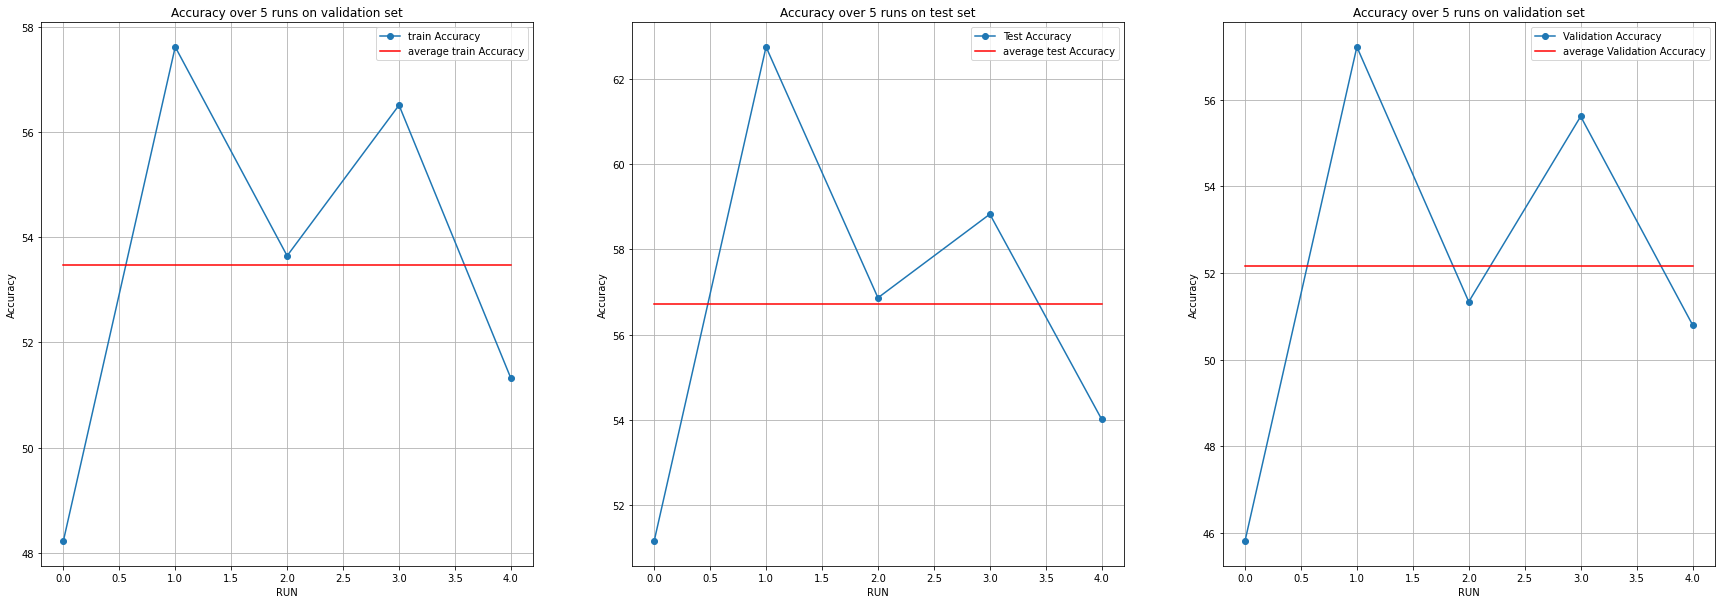 Accuracy over 5 runs on validation set
train Accuracy
average train Accuracy
58
56
54
52
50
48
Accuracy
0.0 0.5 1.0 1.5 2.0 2.5 3.0 3.5 4.0
RUN
Accuracy over 5 runs on test set
Test Accuracy
average test Accuracy
62
60
58
56
54
52
Accuracy
0.0 0.5 1.0 1.5 2.0 2.5 3.0 3.5 4.0
RUN
Accuracy over 5 runs on validation set
Validation Accuracy
average Validation Accuracy
56
54
52
50
48
46
Accuracy
0.0 0.5 1.0 1.5 2.0 2.5 3.0 3.5 4.0
RUN